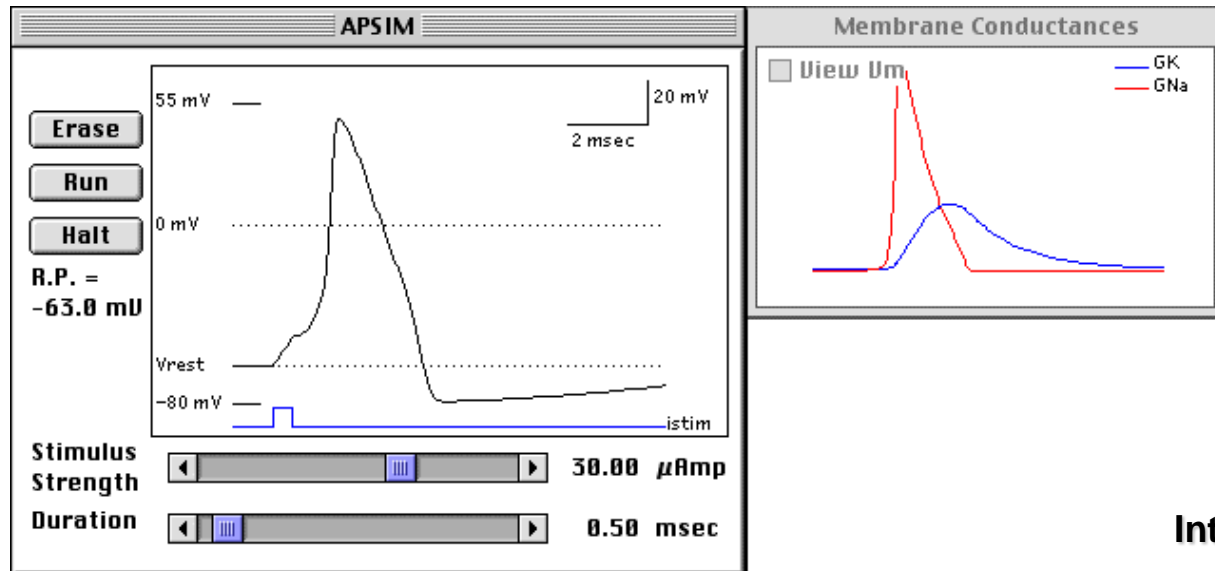 APSIM
Erase
Run
Halt
R.P. =
-63.0 mV
55 mV
20 mV
2 msec
0 mV
Vrest
-80 mV
istim
Stimulus
Strength
30.00 µAmp
Duration
0.50 msec
Membrane Conductances
View Vm
GK
GNa
Int